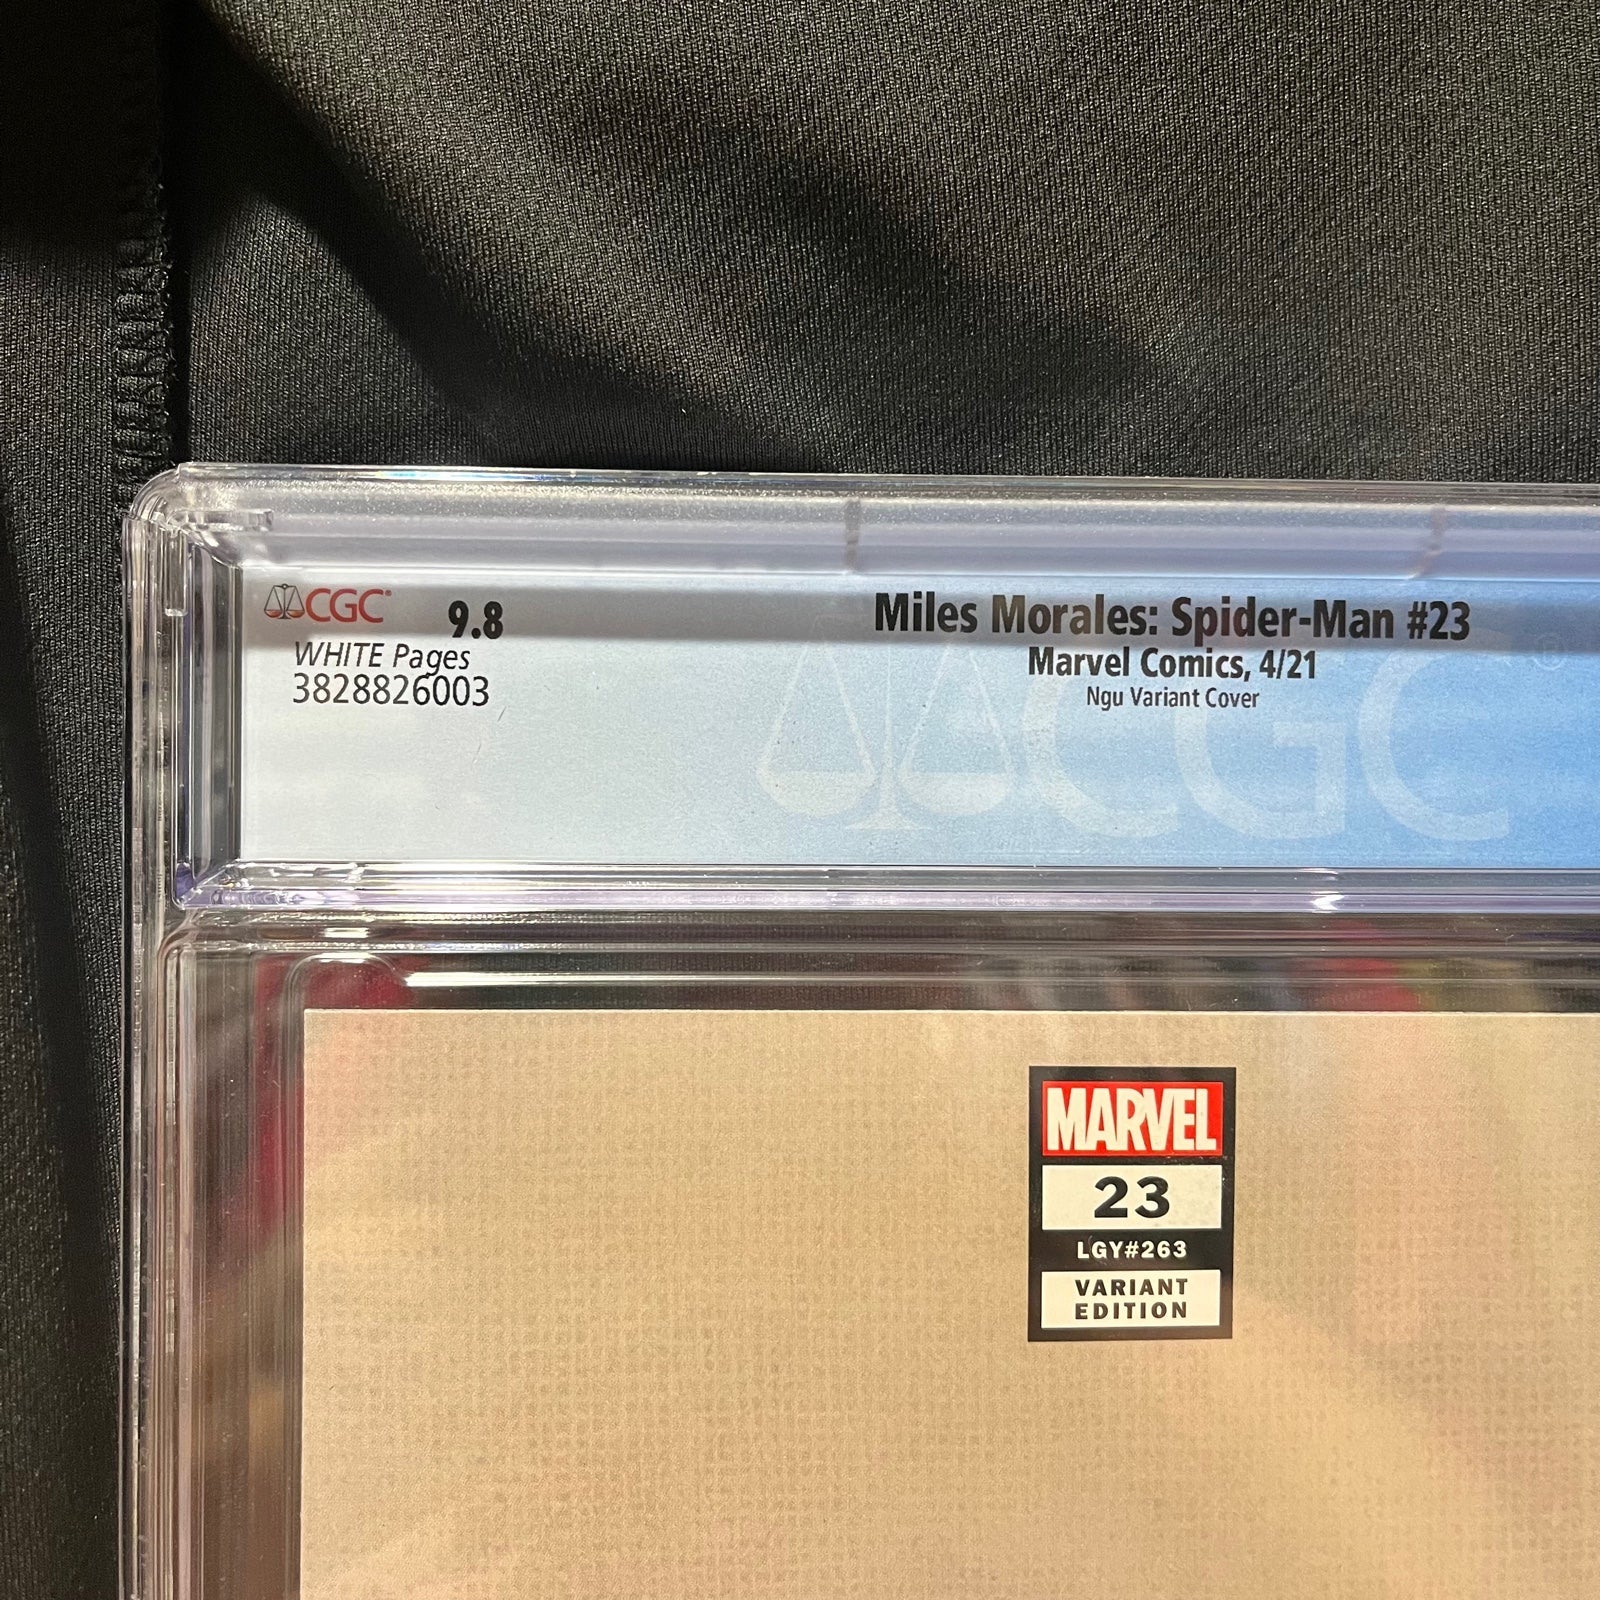 CGC® 9.8
WHITE Pages
3828826003
Miles Morales: Spider-Man #23
Marvel Comics, 4/21
Ngu Variant Cover
CGC®
MARVEL
23
LGY#263
VARIANT
EDITION